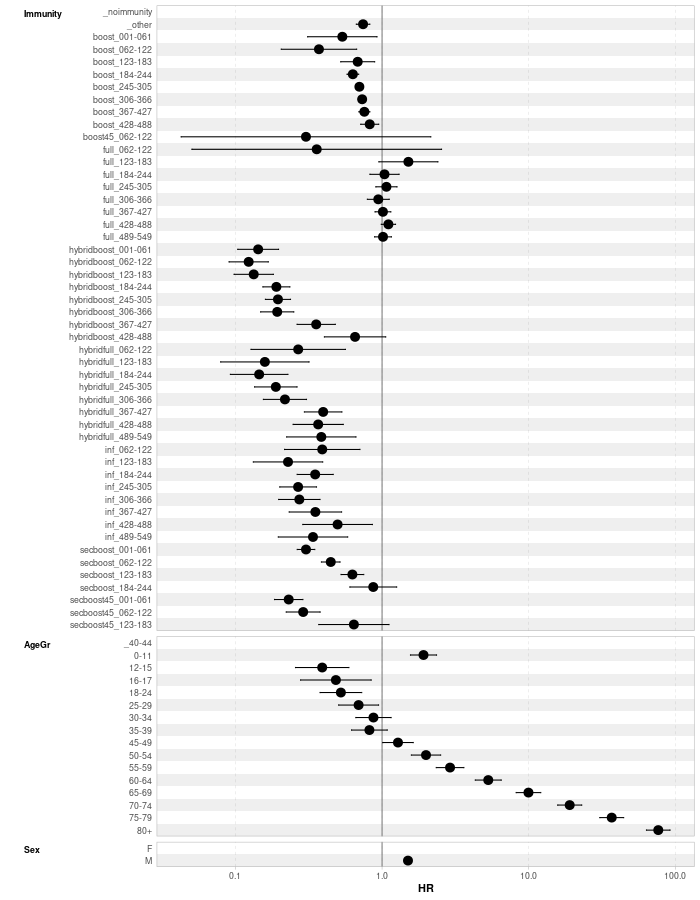 Immunity
_noimmunity
_other
boost_001-061
boost_062-122
boost_123-183
boost_184-244
boost_245-305
boost_306-366
boost_367-427
boost_428-488
boost45_062-122
full_062-122
full_123-183
full_184-244
full_245-305
full_306-366
full_367-427
full_428-488
full_489-549
hybridboost_001-061
hybridboost_062-122
hybridboost_123-183
hybridboost_184-244
hybridboost_245-305
hybridboost_306-366
hybridboost_367-427
hybridboost_428-488
hybridfull_062-122
hybridfull_123-183
hybridfull_184-244
hybridfull_245-305
hybridfull_306-366
hybridfull_367-427
hybridfull_428-488
hybridfull_489-549
inf_062-122
inf_123-183
inf_184-244
inf_245-305
inf_306-366
inf_367-427
inf_428-488
inf_489-549
secboost_001-061
secboost_062-122
secboost_123-183
secboost_184-244
secboost45_001-061
secboost45_062-122
secboost45_123-183
AgeGr
_40-44
0-11
12-15
16-17
18-24
25-29
30-34
35-39
45-49
50-54
55-59
60-64
65-69
70-74
75-79
80+
Sex
F
M
0.1 1.0 10.0 100.0
HR